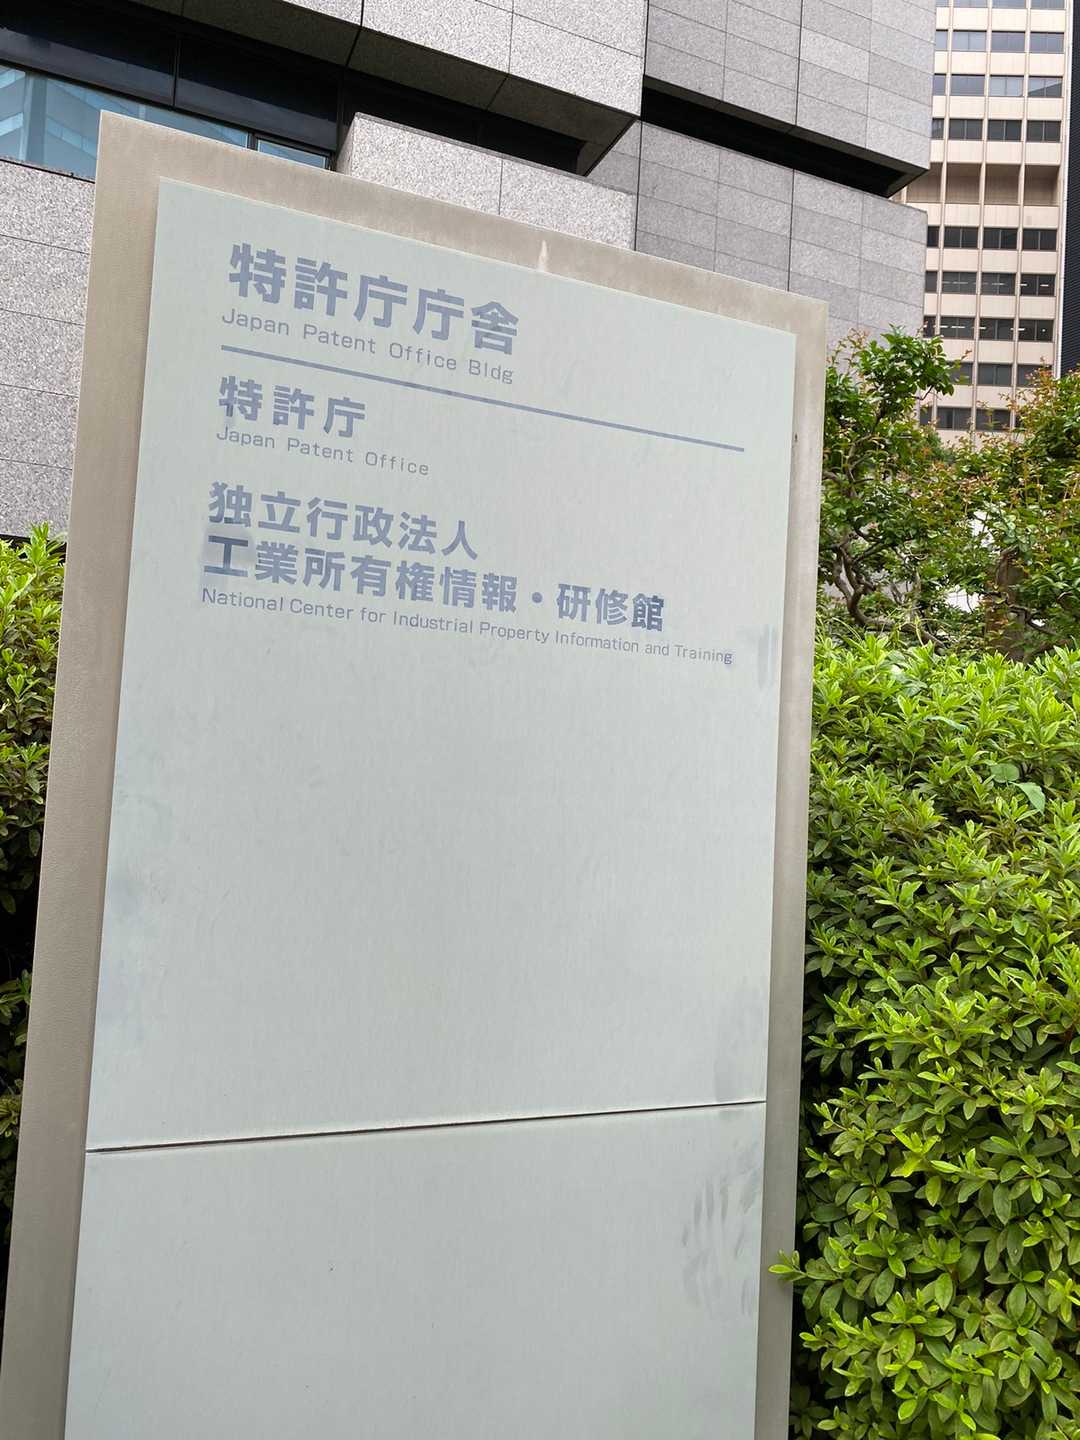 特許庁庁舎
Japan Patent Office Bldg
特許庁
Japan Patent Office
独立行政法人
工業所有権情報・研修館
National Center for Industrial Property Information and Training